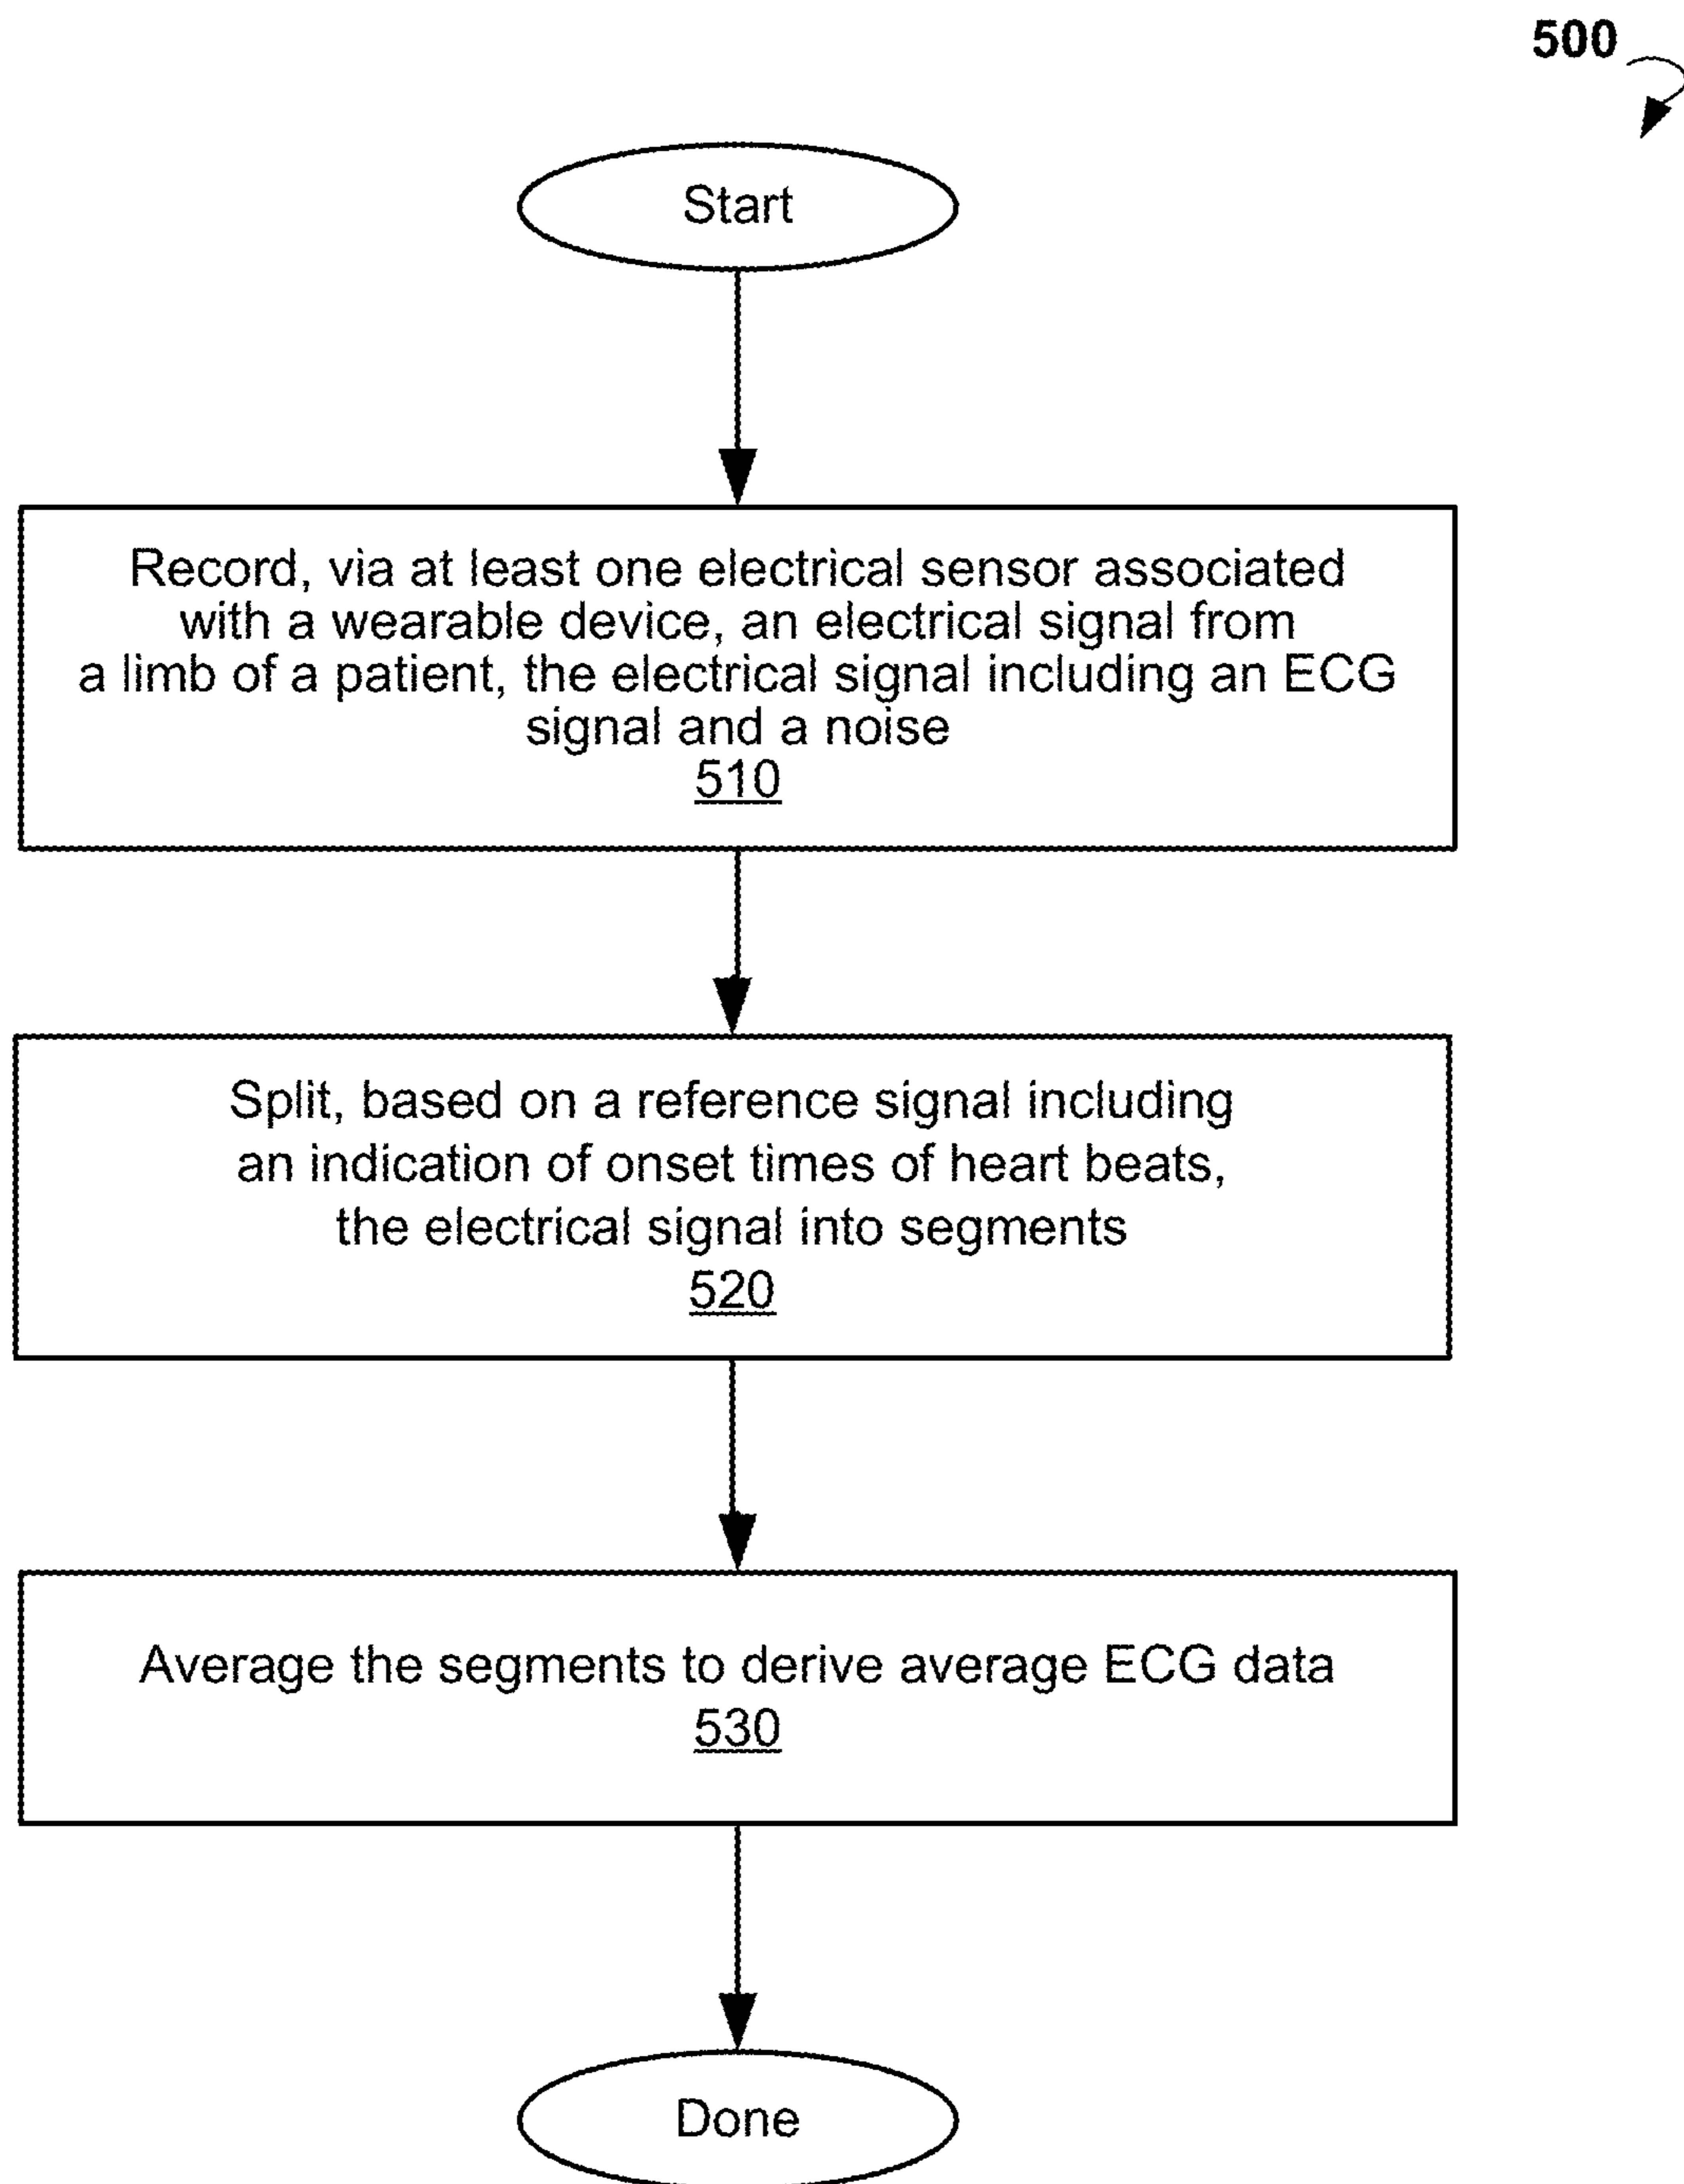 500
Start
Record, via at least one electrical sensor associated
with a wearable device, an electrical signal from
a limb of a patient, the electrical signal including an ECG
signal and a noise
510
Split, based on a reference signal including
an indication of onset times of heart beats,
the electrical signal into segments
520
Average the segments to derive average ECG data
530
Done